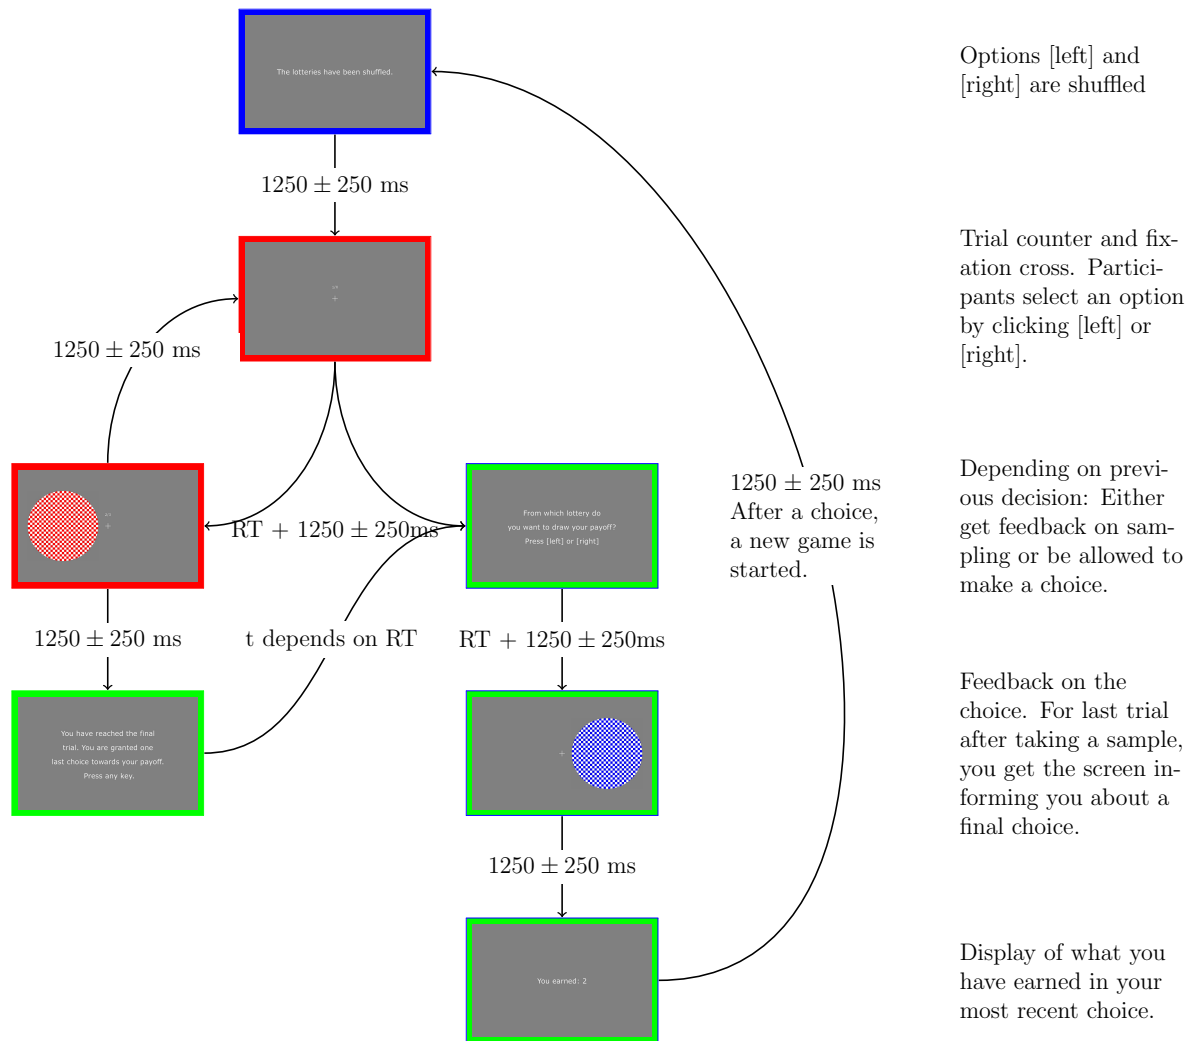 The lotteries have been shuffled.
Options [left] and
[right] are shuffled
1250 ± 250 ms
Trial counter and fix-
ation cross. Partici-
pants select an option
by clicking [left] or
[right].
+
1250 ± 250 ms
+
RT + 1250 ± 250ms
From which lottery do
you want to draw your payoff?
Press [left] or [right]
1250 ± 250 ms
After a choice,
a new game is
started.
Depending on previ-
ous decision: Either
get feedback on sam-
pling or be allowed to
make a choice.
1250 ± 250 ms
t depends on RT
RT + 1250 ± 250ms
You have reached the final
trial. You are granted one
last choice towards your payoff.
Press any key.
+
Feedback on the
choice. For last trial
after taking a sample,
you get the screen in-
forming you about a
final choice.
1250 ± 250 ms
You earned: 2
Display of what you
have earned in your
most recent choice.